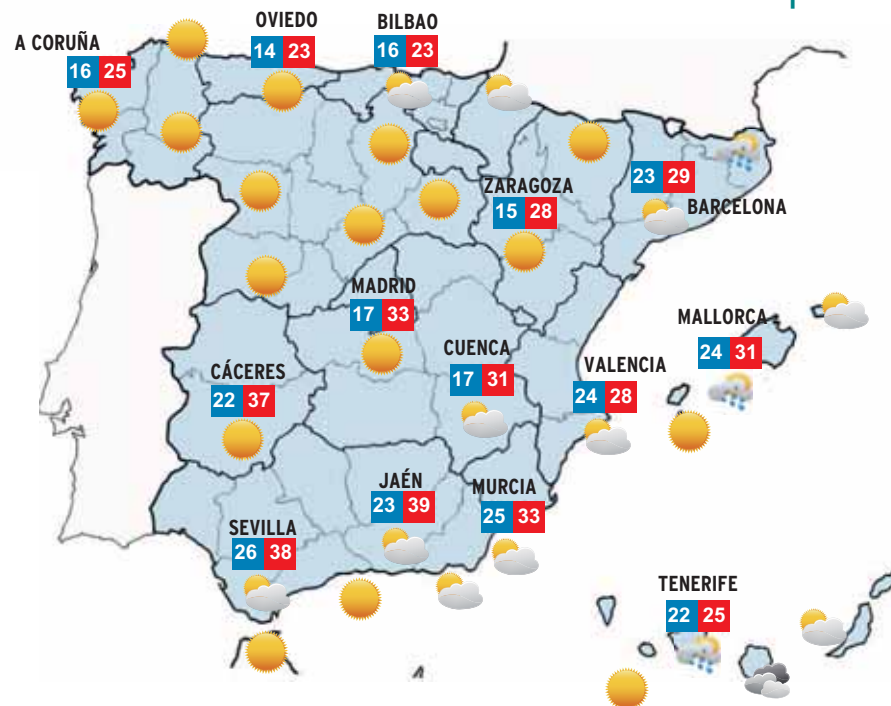 OVIEDO
14 23
BILBAO
16 23
A CORUÑA
16 25
ZARAGOZA
15 28
23 29
BARCELONA
MADRID
17 33
MALLORCA
24 31
CUENCA
17 31
VALENCIA
24 28
CÁCERES
22 37
JAÉN
23 39
MURCIA
25 33
SEVILLA
26 38
TENERIFE
22 25